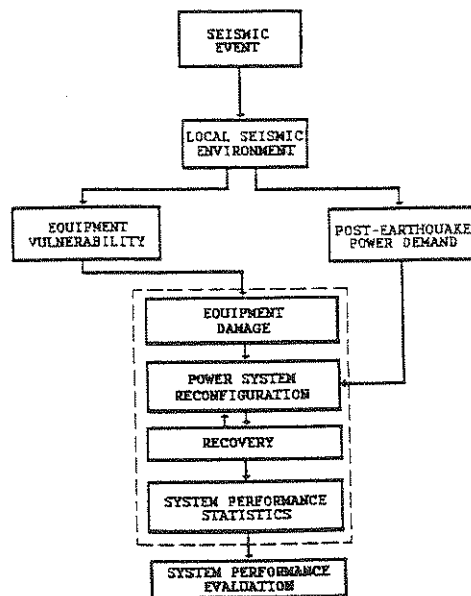 SEISMIC
EVENT
LOCAL SEISMIC
ENVIRONMENT
EQUIPMENT
VULNERABILITY
POST-EARTHQUAKE
POWER DEMAND
EQUIPMENT
DAMAGE
POWER SYSTEM
RECONFIGURATION
RECOVERY
SYSTEM PERFORMANCE
STATISTICS
SYSTEM PERFORMANCE
EVALUATION